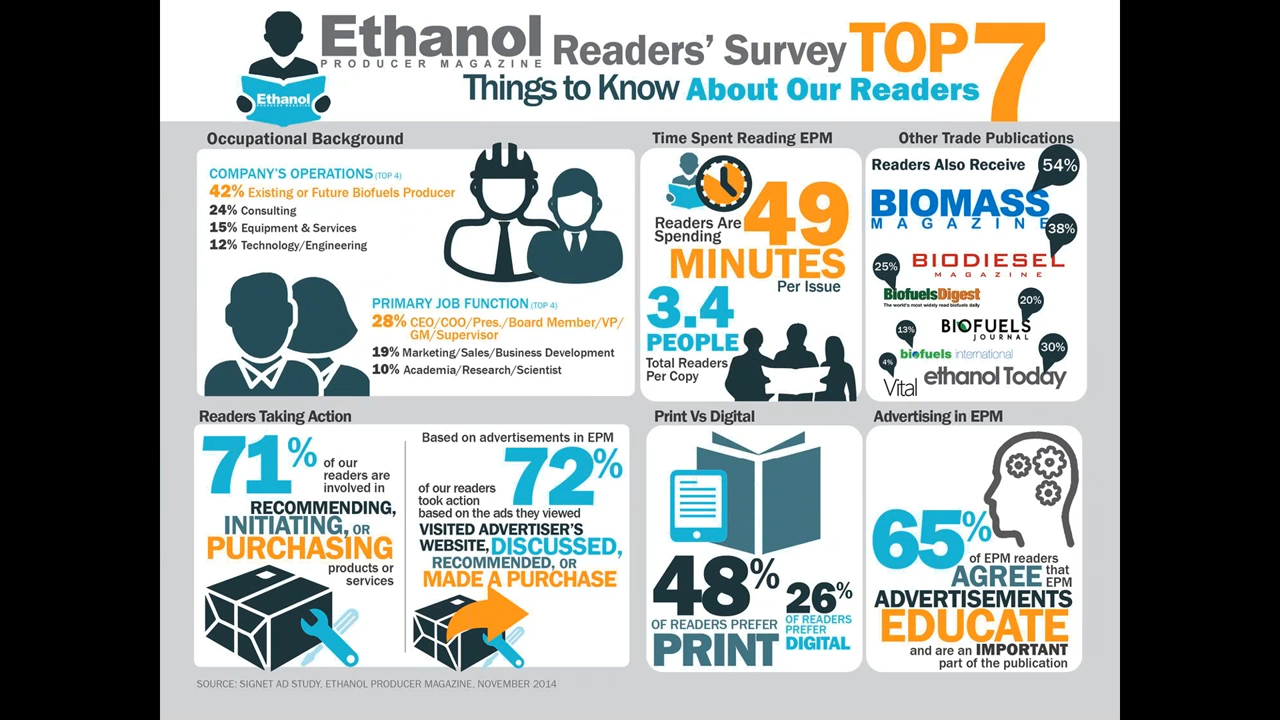 Ethanol
PRODUCER MAGAZINE
Readers' Survey TOP 7
Things to Know About Our Readers
Ethanol
PRODUCER MAGAZINE
Occupational Background
COMPANY'S OPERATIONS (TOP 4)
42% Existing or Future Biofuels Producer
24% Consulting
15% Equipment & Services
12% Technology/Engineering
PRIMARY JOB FUNCTION (TOP 4)
28% CEO/COO/Pres./Board Member/VP/
GM/Supervisor
19% Marketing/Sales/Business Development
10% Academia/Research/Scientist
Time Spent Reading EPM
Readers Are
Spending
49
MINUTES
Per Issue
3.4
PEOPLE
Total Readers
Per Copy
Other Trade Publications
Readers Also Receive
54%
BIOMASS
MAGAZINE
38%
BIODIESEL
MAGAZINE
25%
BiofuelsDigest
The world's most widely read biofuels daily
20%
BIOFUELS
JOURNAL
13%
biofuels international
30%
ethanol Today
4%
Vital
Readers Taking Action
71%
of our
readers are
involved in
RECOMMENDING,
INITIATING, OR
PURCHASING
products or
services
Based on advertisements in EPM
72%
of our readers
took action
based on the ads they viewed
VISITED ADVERTISER'S
WEBSITE, DISCUSSED,
RECOMMENDED, OR
MADE A PURCHASE
Print Vs Digital
48%
OF READERS PREFER
PRINT
26%
OF READERS
PREFER
DIGITAL
Advertising in EPM
65%
of EPM readers
AGREE that
EPM
ADVERTISEMENTS
EDUCATE
and are an IMPORTANT
part of the publication
SOURCE: SIGNET AD STUDY, ETHANOL PRODUCER MAGAZINE, NOVEMBER 2014